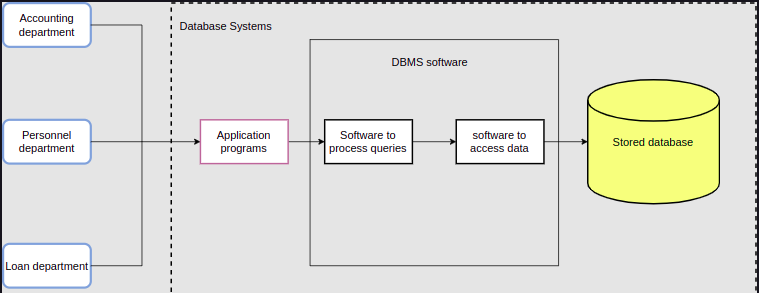 Accounting
department
Database Systems
DBMS software
Personnel
department
Application
programs
Software to
process queries
software to
access data
Stored database
Loan department